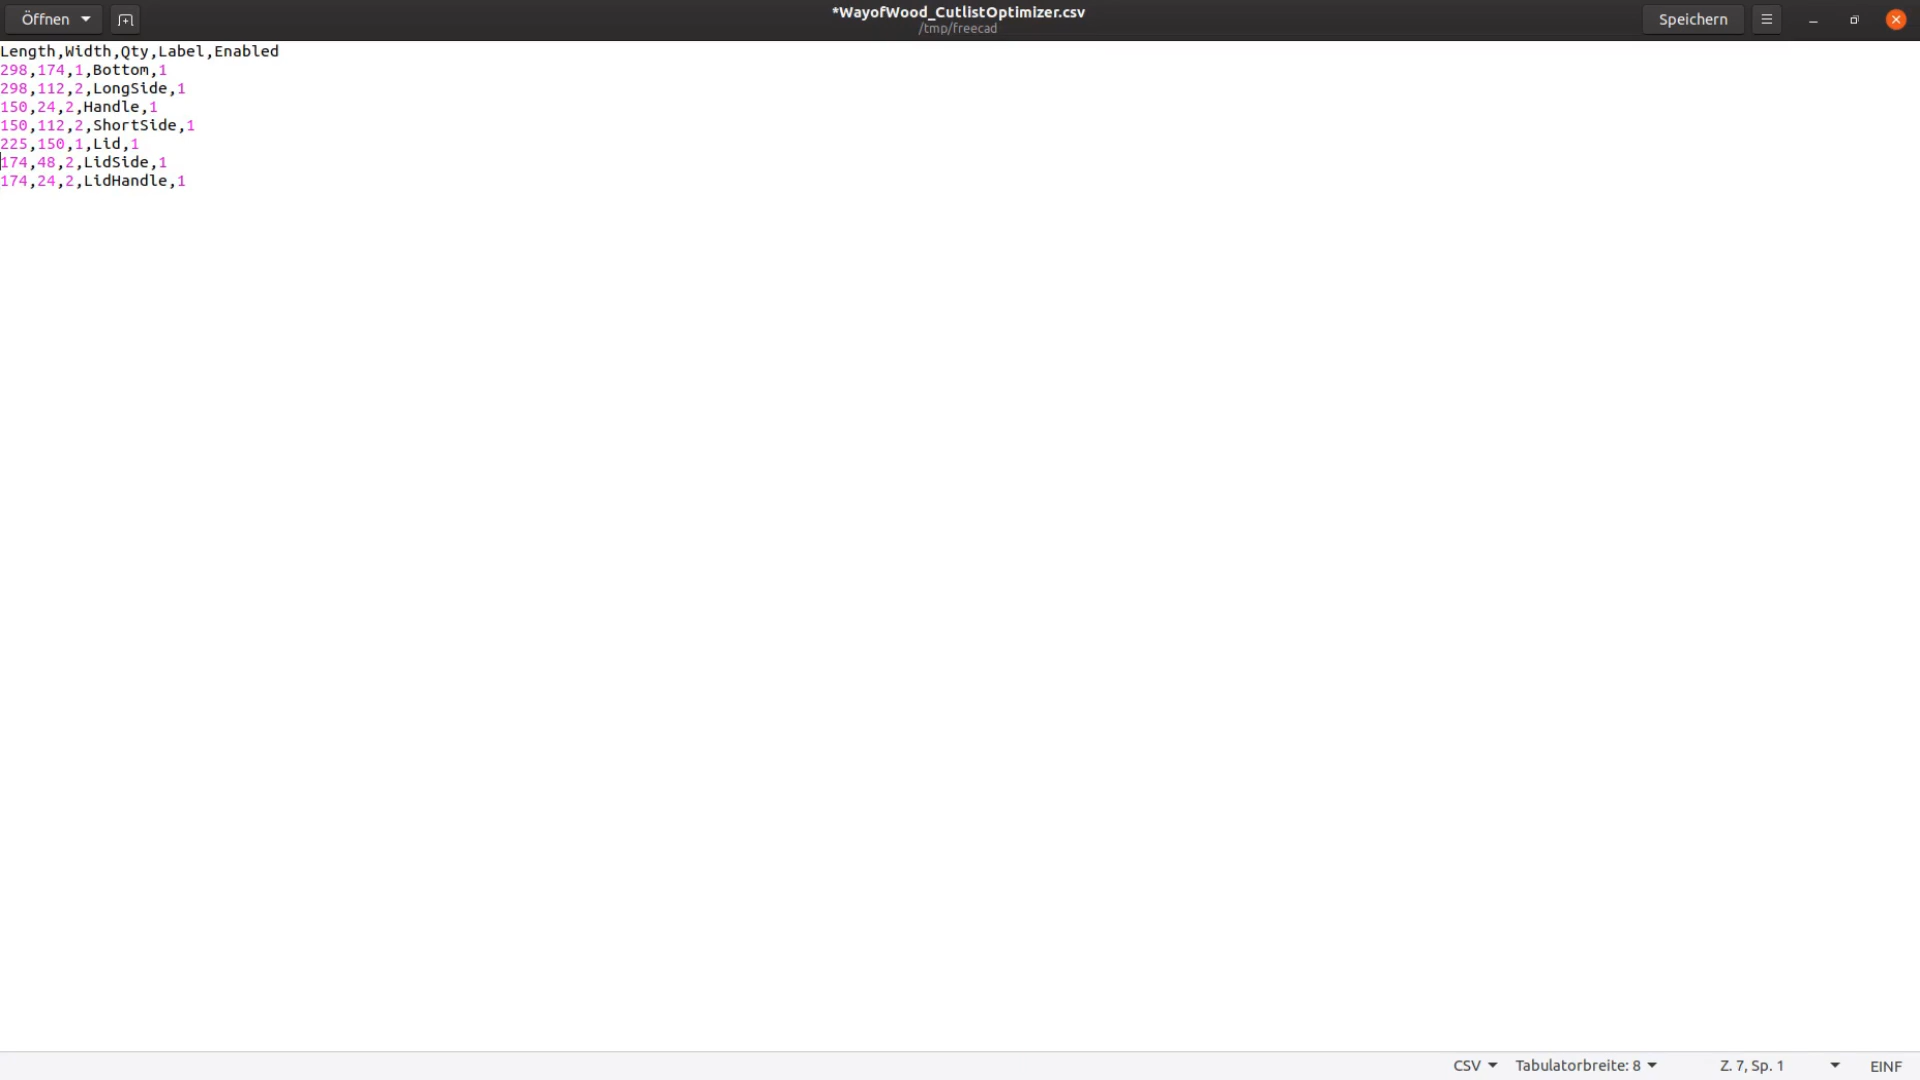 Öffnen
*WayofWood_CutlistOptimizer.csv
/tmp/freecad
Speichern
Length,Width,Qty,Label,Enabled
298,174,1,Bottom,1
298,112,2,LongSide,1
150,24,2,Handle,1
150,112,2,ShortSide,1
225,150,1,Lid,1
174,48,2,LidSide,1
174,24,2,LidHandle,1
CSV Tabulatorbreite: 8 Z. 7, Sp. 1 EINF